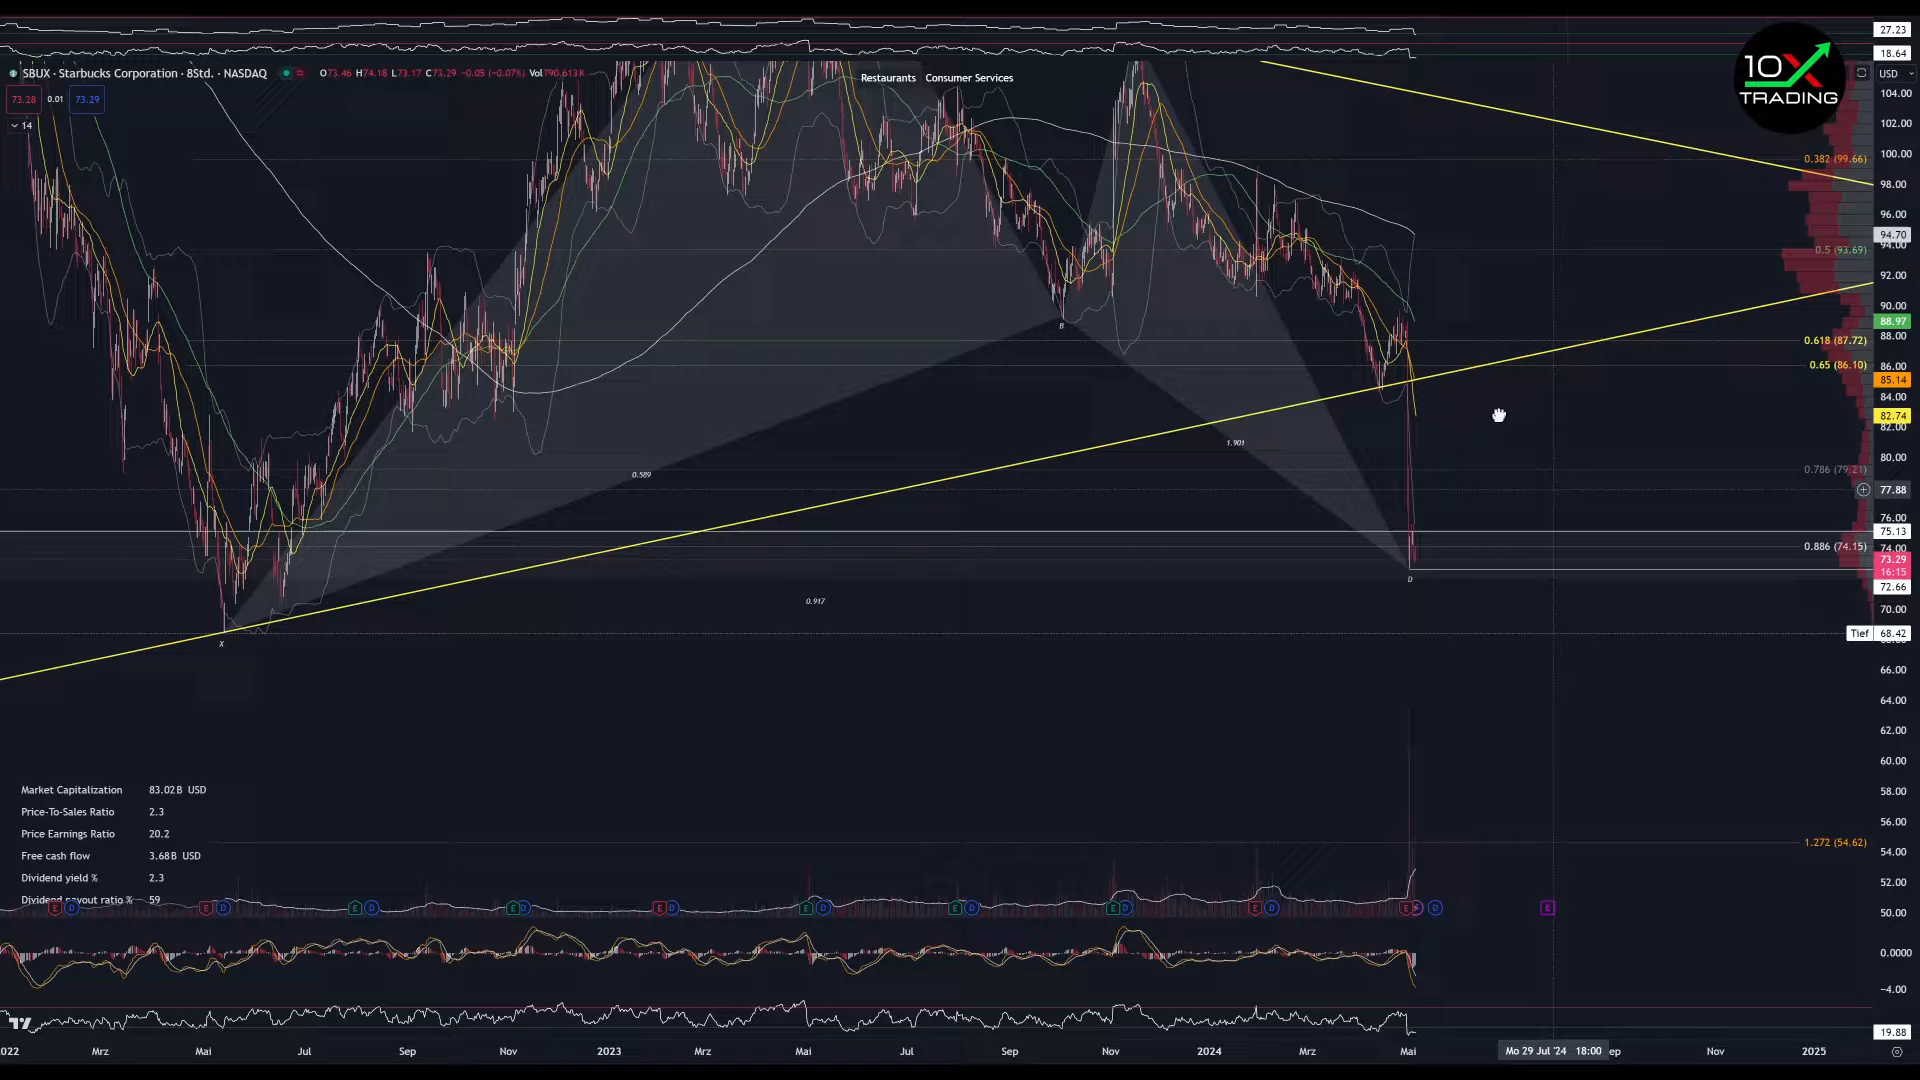 27.23
18.64
SBUX · Starbucks Corporation · 8Std. · NASDAQ
O73.46 H74.18 L73.17 C73.29 -0.05 (-0.07%) Vol790.613K
Restaurants Consumer Services
10X
TRADING
USD
73.28 0.01 73.29
14
104.00
102.00
100.00
0.382 (99.66)
98.00
96.00
94.70
94.00
0.5 (93.69)
92.00
90.00
88.97
88.00
0.618 (87.72)
86.00
0.65 (86.10)
85.14
84.00
82.74
82.00
80.00
0.786 (79.21)
77.88
76.00
75.13
74.00
0.886 (74.15)
73.29
16:15
72.66
70.00
Tief 68.42
66.00
64.00
62.00
60.00
58.00
56.00
1.272 (54.62)
54.00
52.00
50.00
0.0000
−4.00
19.88
B
1.901
0.589
D
0.917
X
Market Capitalization 83.02B USD
Price-To-Sales Ratio 2.3
Price Earnings Ratio 20.2
Free cash flow 3.68B USD
Dividend yield % 2.3
Dividend payout ratio % 59
E D E D E D E D E D E D E D E D E D E D E
2022 Mrz Mai Jul Sep Nov 2023 Mrz Mai Jul Sep Nov 2024 Mrz Mai Mo 29 Jul '24 18:00 ep Nov 2025